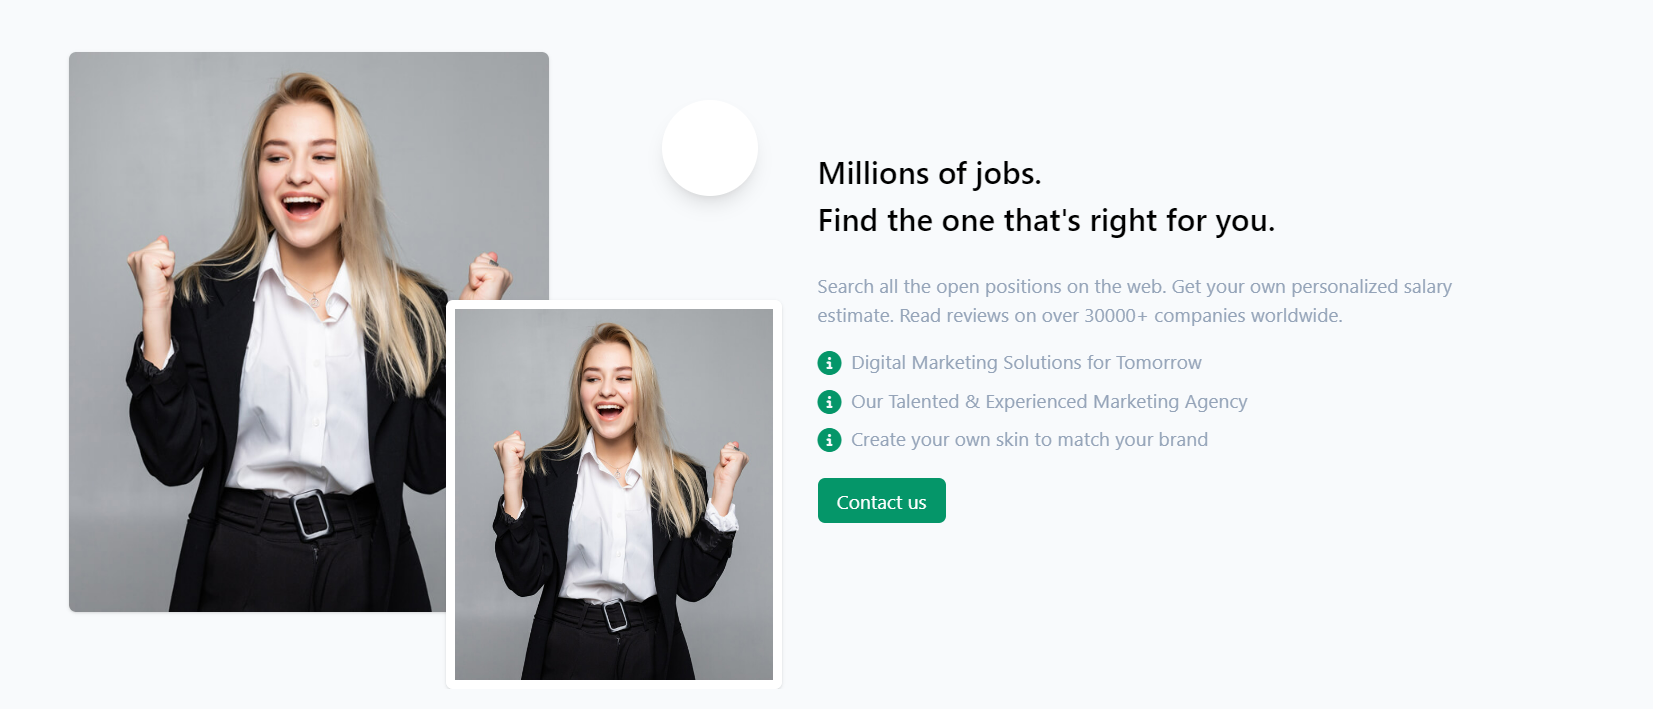 Millions of jobs.
Find the one that's right for you.
Search all the open positions on the web. Get your own personalized salary
estimate. Read reviews on over 30000+ companies worldwide.
Digital Marketing Solutions for Tomorrow
Our Talented & Experienced Marketing Agency
Create your own skin to match your brand
Contact us